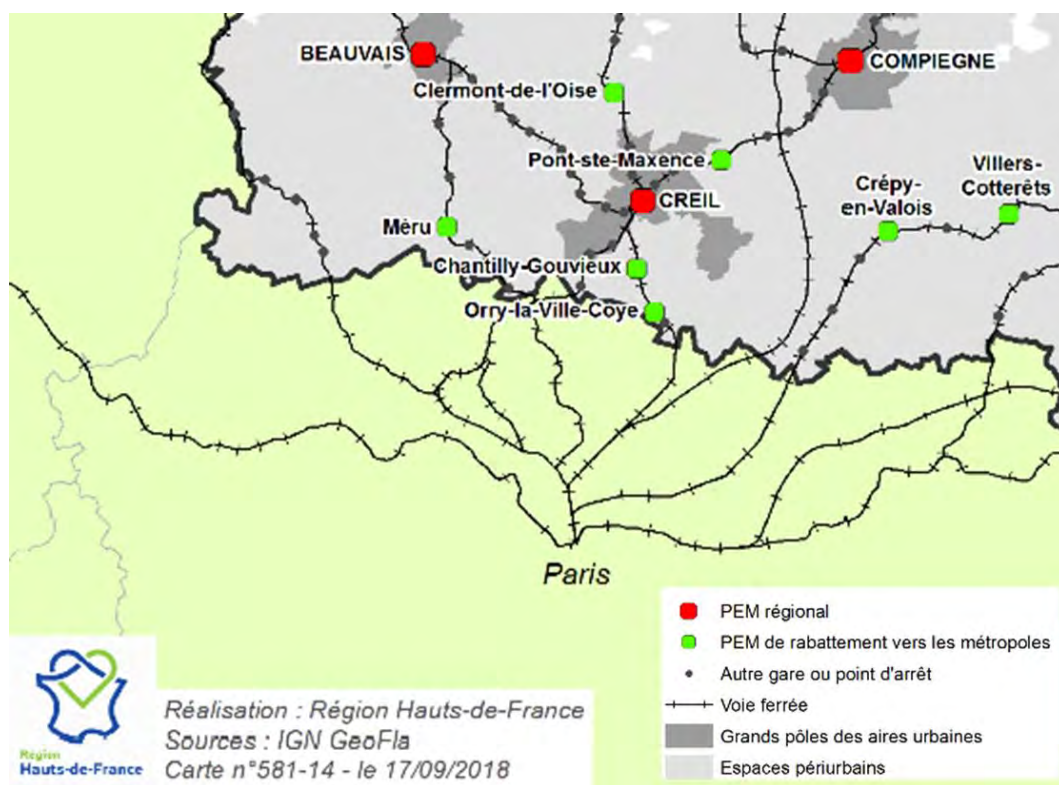 BEAUVAIS
COMPIEGNE
Clermont-de-l'Oise
Pont-ste-Maxence
Villers-
Cotterêts
Crépy-
en-Valois
CREIL
Méru
Chantilly-Gouvieux
Orry-la-Ville-Coye
Paris
PEM régional
PEM de rabattement vers les métropoles
Autre gare ou point d'arrêt
Voie ferrée
Grands pôles des aires urbaines
Espaces périurbains
Région
Hauts-de-France
Réalisation : Région Hauts-de-France
Sources : IGN GeoFla
Carte n°581-14 - le 17/09/2018